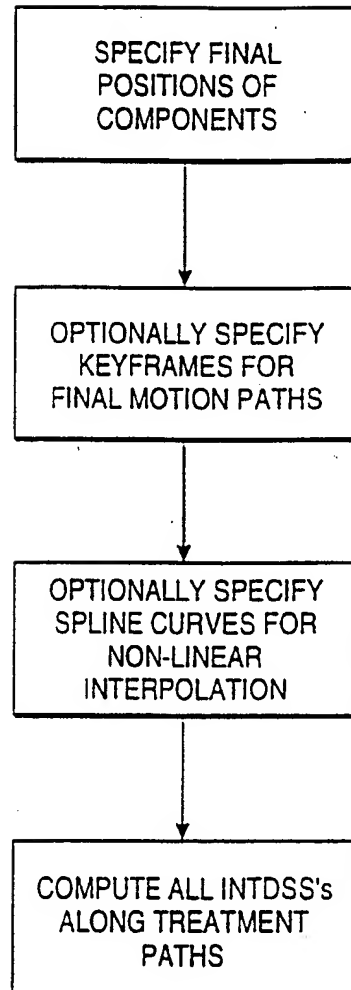 SPECIFY FINAL
POSITIONS OF
COMPONENTS
OPTIONALLY SPECIFY
KEYFRAMES FOR
FINAL MOTION PATHS
OPTIONALLY SPECIFY
SPLINE CURVES FOR
NON-LINEAR
INTERPOLATION
COMPUTE ALL INTDSS's
ALONG TREATMENT
PATHS